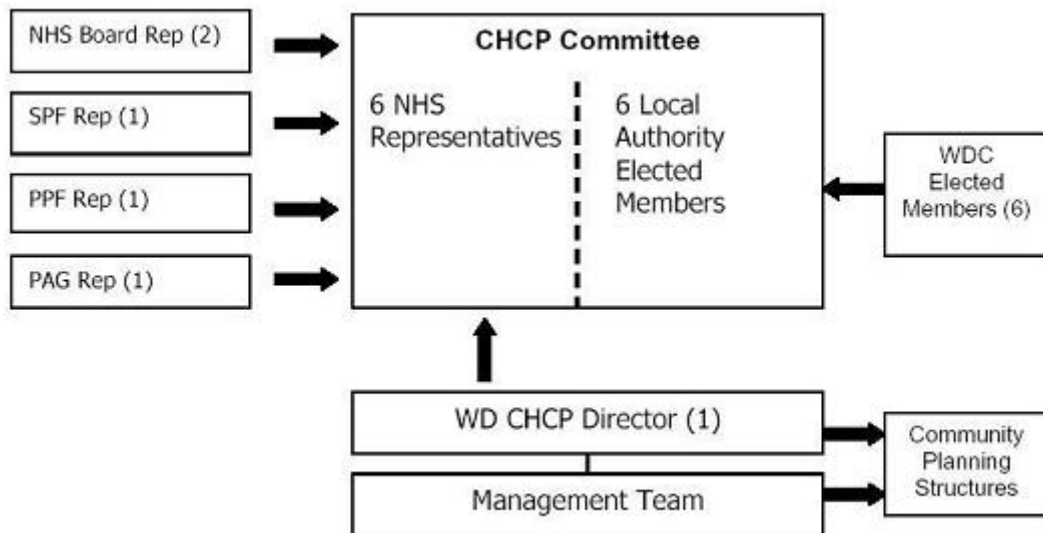 NHS Board Rep (2)
SPF Rep (1)
PPF Rep (1)
PAG Rep (1)
CHCP Committee
6 NHS
Representatives
6 Local
Authority
Elected
Members
WDC
Elected
Members (6)
WD CHCP Director (1)
Management Team
Community
Planning
Structures